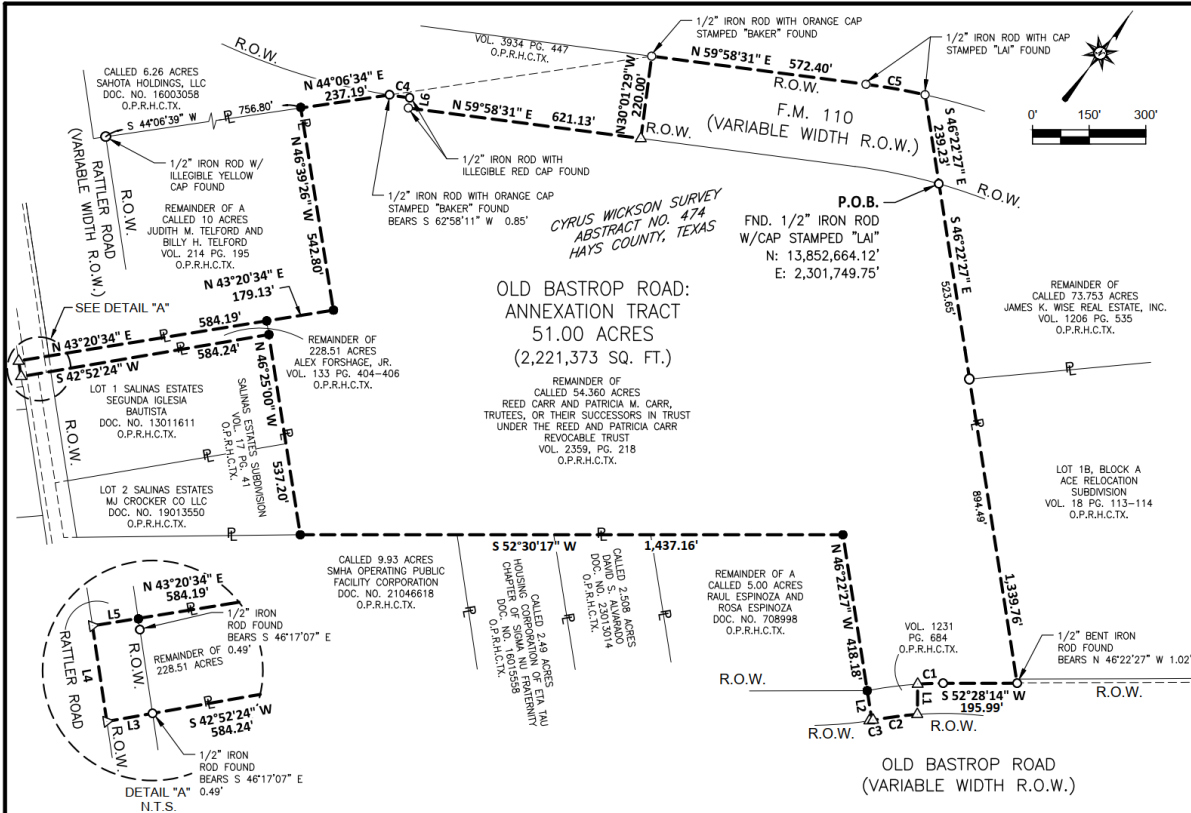 R.O.W.
VOL. 3934 PG. 447
O.P.R.H.C.TX.
1/2" IRON ROD WITH ORANGE CAP
STAMPED "BAKER" FOUND
1/2" IRON ROD WITH CAP
STAMPED "LAI" FOUND
CALLED 6.26 ACRES
SAHOTA HOLDINGS, LLC
DOC. NO. 16003058
O.P.R.H.C.TX.
N 44°06'34" E
237.19'
C4
L6
N 59°58'31" E
621.13'
N30°01'29"W
220.00'
N 59°58'31" E
572.40'
R.O.W.
C5
F.M. 110
(VARIABLE WIDTH R.O.W.)
R.O.W.
0'
150'
300'
S 44°06'39" W
756.80'
PL
1/2" IRON ROD W/
ILLEGIBLE YELLOW
CAP FOUND
RATTLER ROAD
(VARIABLE WIDTH R.O.W.)
R.O.W.
PL
N 46°39'26" W
542.80'
1/2" IRON ROD WITH
ILLEGIBLE RED CAP FOUND
1/2" IRON ROD WITH ORANGE CAP
STAMPED "BAKER" FOUND
BEARS S 62°58'11" W 0.85'
S 46°22'27" E
239.23'
R.O.W.
REMAINDER OF A
CALLED 10 ACRES
JUDITH M. TELFORD AND
BILLY H. TELFORD
VOL. 214 PG. 195
O.P.R.H.C.TX.
CYRUS WICKSON SURVEY
ABSTRACT NO. 474
HAYS COUNTY, TEXAS
P.O.B.
FND. 1/2" IRON ROD
W/CAP STAMPED "LAI"
N: 13,852,664.12'
E: 2,301,749.75'
S 46°22'27" E
523.65'
N 43°20'34" E
179.13'
SEE DETAIL "A"
N 43°20'34" E
584.19'
PL
S 42°52'24" W
584.24'
PL
OLD BASTROP ROAD:
ANNEXATION TRACT
51.00 ACRES
(2,221,373 SQ. FT.)
REMAINDER OF
CALLED 73.753 ACRES
JAMES K. WISE REAL ESTATE, INC.
VOL. 1206 PG. 535
O.P.R.H.C.TX.
REMAINDER OF
228.51 ACRES
ALEX FORSHAGE, JR.
VOL. 133 PG. 404-406
O.P.R.H.C.TX.
PL
REMAINDER OF
CALLED 54.360 ACRES
REED CARR AND PATRICIA M. CARR,
TRUTEES, OR THEIR SUCCESSORS IN TRUST
UNDER THE REED AND PATRICIA CARR
REVOCABLE TRUST
VOL. 2359, PG. 218
O.P.R.H.C.TX.
R.O.W.
LOT 1 SALINAS ESTATES
SEGUNDA IGLESIA
BAUTISTA
DOC. NO. 13011611
O.P.R.H.C.TX.
PL
SALINAS ESTATES SUBDIVISION
VOL. 17 PG. 41
O.P.R.H.C.TX.
N 46°25'00" W
537.20'
PL
PL
LOT 2 SALINAS ESTATES
MJ CROCKER CO LLC
DOC. NO. 19013550
O.P.R.H.C.TX.
PL
LOT 1B, BLOCK A
ACE RELOCATION
SUBDIVISION
VOL. 18 PG. 113-114
O.P.R.H.C.TX.
894.49'
1,339.76'
S 52°30'17" W
PL
1,437.16'
CALLED 9.93 ACRES
SMHA OPERATING PUBLIC
FACILITY CORPORATION
DOC. NO. 21046618
O.P.R.H.C.TX.
PL
CALLED 2.49 ACRES
HOUSING CORPORATION OF ETA TAU
CHAPTER OF SIGMA NU FRATERNITY
DOC. NO. 16015558
O.P.R.H.C.TX.
PL
CALLED 2.508 ACRES
DAVID S. ALVARADO
DOC. NO. 23013014
O.P.R.H.C.TX.
PL
REMAINDER OF A
CALLED 5.00 ACRES
RAUL ESPINOZA AND
ROSA ESPINOZA
DOC. NO. 708998
O.P.R.H.C.TX.
N 46°22'27" W
418.18'
VOL. 1231
PG. 684
O.P.R.H.C.TX.
C1
L1
L2
C3
C2
R.O.W.
R.O.W.
R.O.W.
R.O.W.
S 52°28'14" W
195.99'
1/2" BENT IRON
ROD FOUND
BEARS N 46°22'27" W 1.02'
OLD BASTROP ROAD
(VARIABLE WIDTH R.O.W.)
N 43°20'34" E
584.19'
PL
L5
1/2" IRON
ROD FOUND
BEARS S 46°17'07" E
0.49'
R.O.W.
REMAINDER OF
228.51 ACRES
RATTLER ROAD
L4
L3
PL
S 42°52'24" W
584.24'
R.O.W.
1/2" IRON
ROD FOUND
BEARS S 46°17'07" E
0.49'
DETAIL "A"
N.T.S.